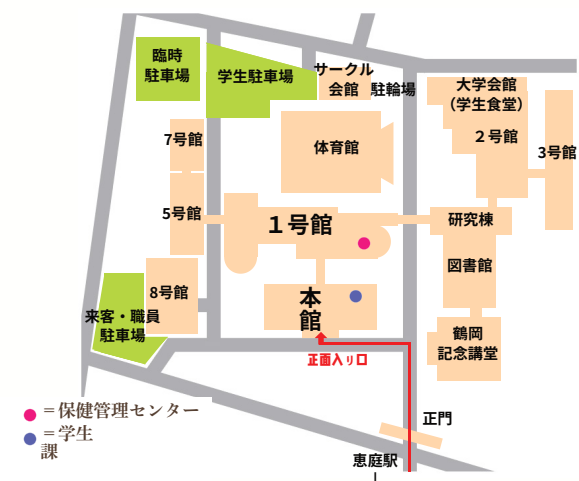 臨時
駐車場
学生駐車場
サークル
会館
駐輪場
大学会館
(学生食堂)
２号館
3号館
7号館
体育館
5号館
１号館
研究棟
図書館
8号館
本
館
来客・職員
駐車場
正面入り口
鶴岡
記念講堂
＝保健管理センター
＝学生
課
正門
恵庭駅